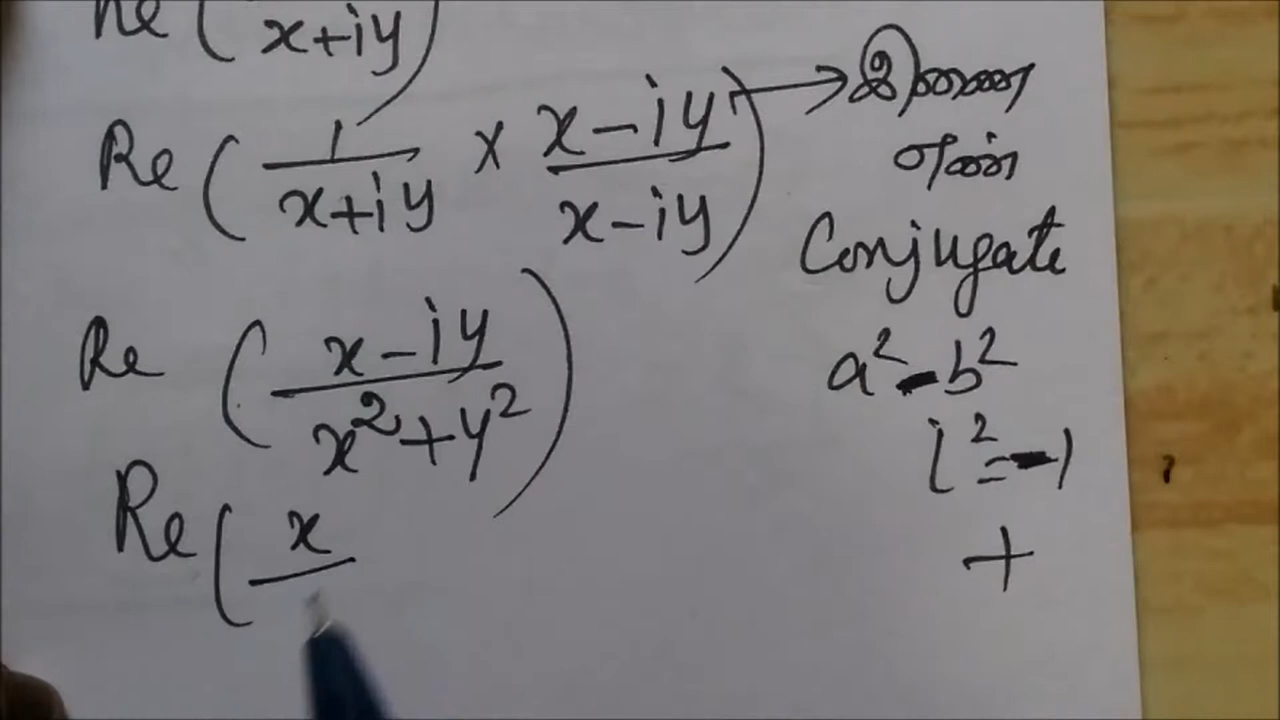 Re ( x+iy )
Re ( 1/x+iy × x-iy/x-iy ) → இணை
எண்
Conjugate
Re ( x-iy/x²+y² )
a²-b²
i²=-1
+
Re ( x/